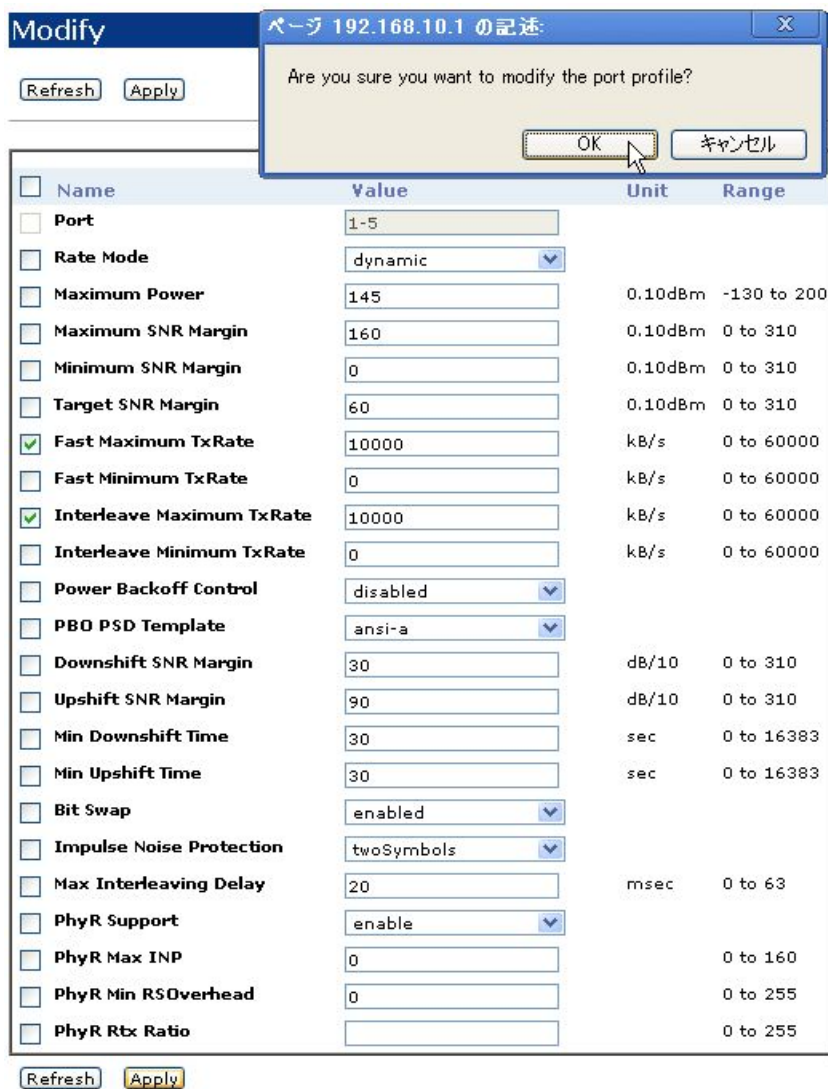 Modify
ページ 192.168.10.1 の記述:
X
Are you sure you want to modify the port profile?
Refresh Apply
OK キャンセル
Name Value Unit Range
Port 1-5
Rate Mode dynamic
Maximum Power 145 0.10dBm -130 to 200
Maximum SNR Margin 160 0.10dBm 0 to 310
Minimum SNR Margin 0 0.10dBm 0 to 310
Target SNR Margin 60 0.10dBm 0 to 310
Fast Maximum TxRate 10000 kB/s 0 to 60000
Fast Minimum TxRate 0 kB/s 0 to 60000
Interleave Maximum TxRate 10000 kB/s 0 to 60000
Interleave Minimum TxRate 0 kB/s 0 to 60000
Power Backoff Control disabled
PBO PSD Template ansi-a
Downshift SNR Margin 30 dB/10 0 to 310
Upshift SNR Margin 90 dB/10 0 to 310
Min Downshift Time 30 sec 0 to 16383
Min Upshift Time 30 sec 0 to 16383
Bit Swap enabled
Impulse Noise Protection twoSymbols
Max Interleaving Delay 20 msec 0 to 63
PhyR Support enable
PhyR Max INP 0 0 to 160
PhyR Min RSOverhead 0 0 to 255
PhyR Rtx Ratio 0 to 255
Refresh Apply